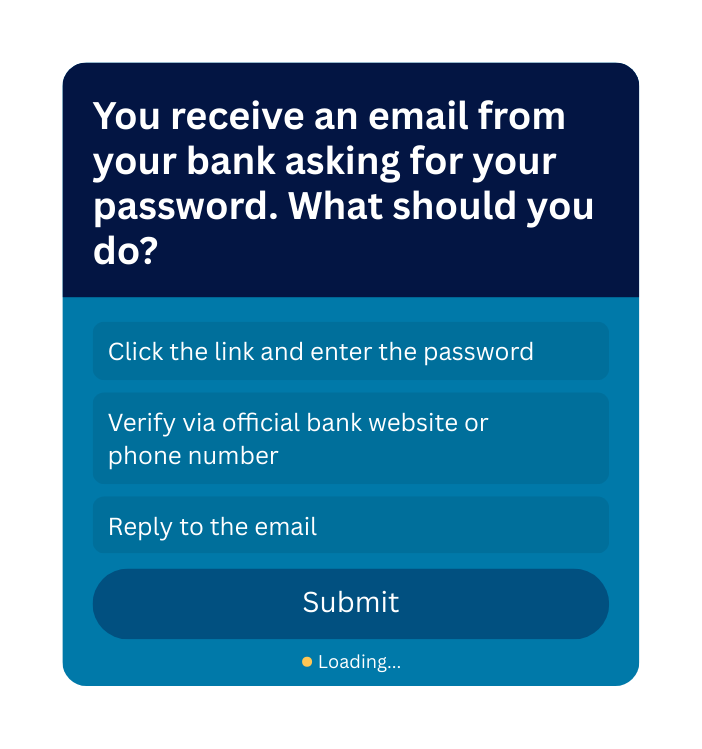 You receive an email from
your bank asking for your
password. What should you
do?
Click the link and enter the password
Verify via official bank website or
phone number
Reply to the email
Submit
Loading...